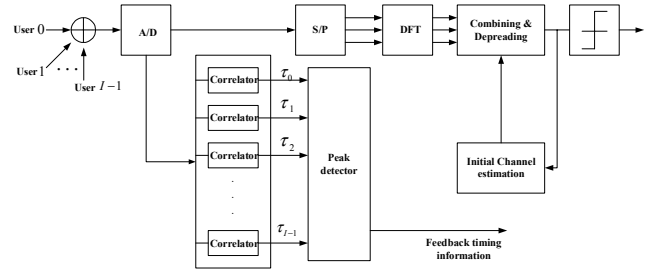 User 0
User 1
. . .
User I−1
A/D
S/P
DFT
Combining &
Depreading
Correlator
τ0
Correlator
τ1
Correlator
τ2
.
.
.
Correlator
τI−1
Peak
detector
Initial Channel
estimation
Feedback timing
information